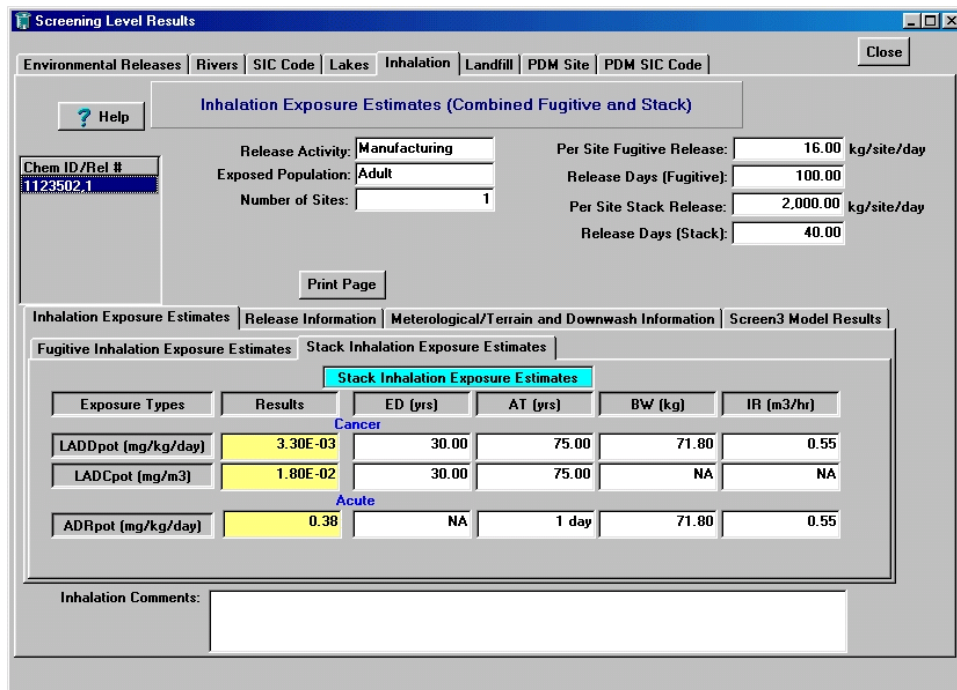 Screening Level Results
Close
Environmental Releases Rivers SIC Code Lakes Inhalation Landfill PDM Site PDM SIC Code
? Help
Inhalation Exposure Estimates (Combined Fugitive and Stack)
Chem ID/Rel #
1123502,1
Release Activity: Manufacturing
Exposed Population: Adult
Number of Sites: 1
Per Site Fugitive Release: 16.00 kg/site/day
Release Days (Fugitive): 100.00
Per Site Stack Release: 2,000.00 kg/site/day
Release Days (Stack): 40.00
Print Page
Inhalation Exposure Estimates Release Information Meterological/Terrain and Downwash Information Screen3 Model Results
Fugitive Inhalation Exposure Estimates Stack Inhalation Exposure Estimates
Stack Inhalation Exposure Estimates
Exposure Types Results ED (yrs) AT (yrs) BW (kg) IR (m3/hr)
Cancer
LADDpot (mg/kg/day) 3.30E-03 30.00 75.00 71.80 0.55
LADCpot (mg/m3) 1.80E-02 30.00 75.00 NA NA
Acute
ADRpot (mg/kg/day) 0.38 NA 1 day 71.80 0.55
Inhalation Comments: